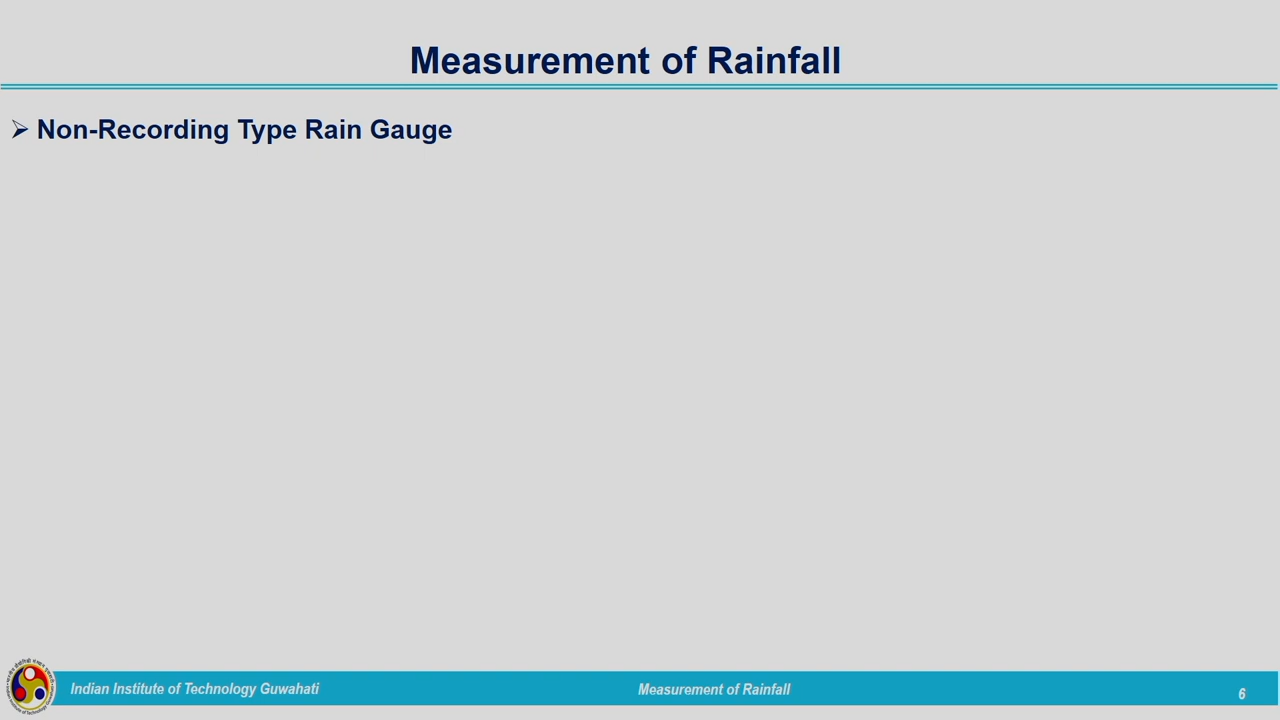 Measurement of Rainfall
➢ Non-Recording Type Rain Gauge
Indian Institute of Technology Guwahati
Measurement of Rainfall
6